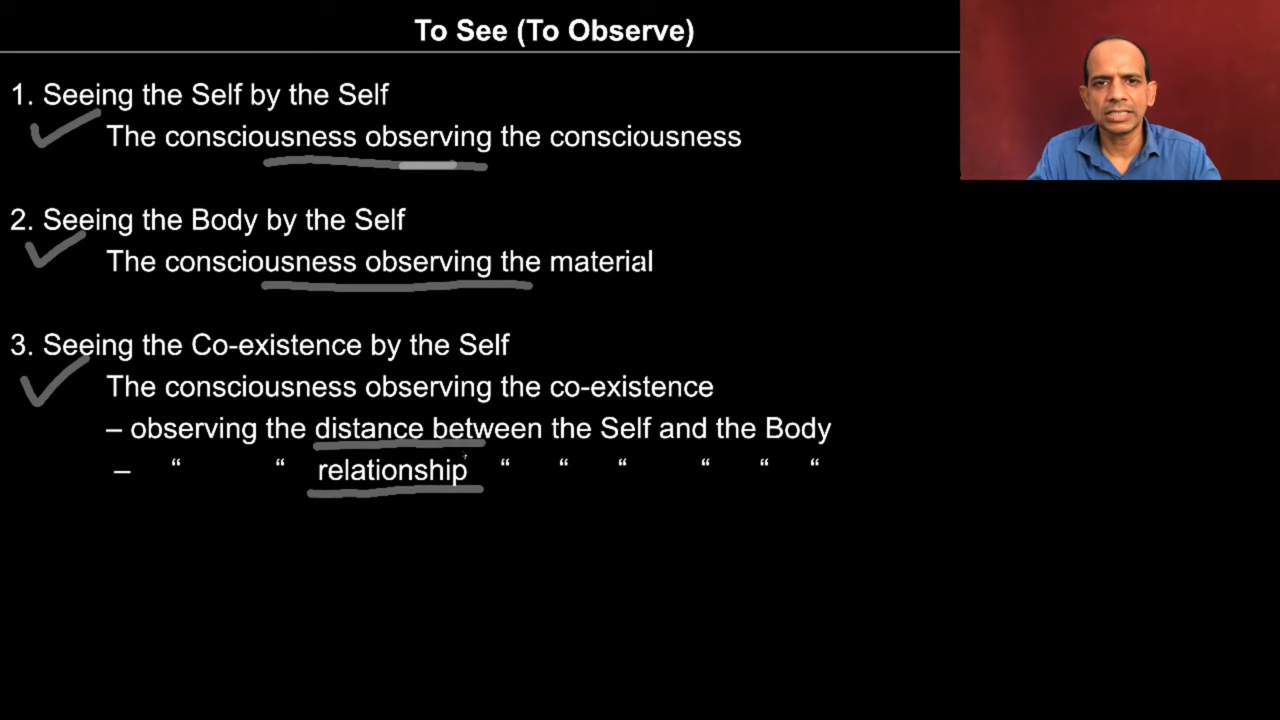 To See (To Observe)
1. Seeing the Self by the Self
The consciousness observing the consciousness
2. Seeing the Body by the Self
The consciousness observing the material
3. Seeing the Co-existence by the Self
The consciousness observing the co-existence
– observing the distance between the Self and the Body
– “ “ relationship “ “ “ “ “ “